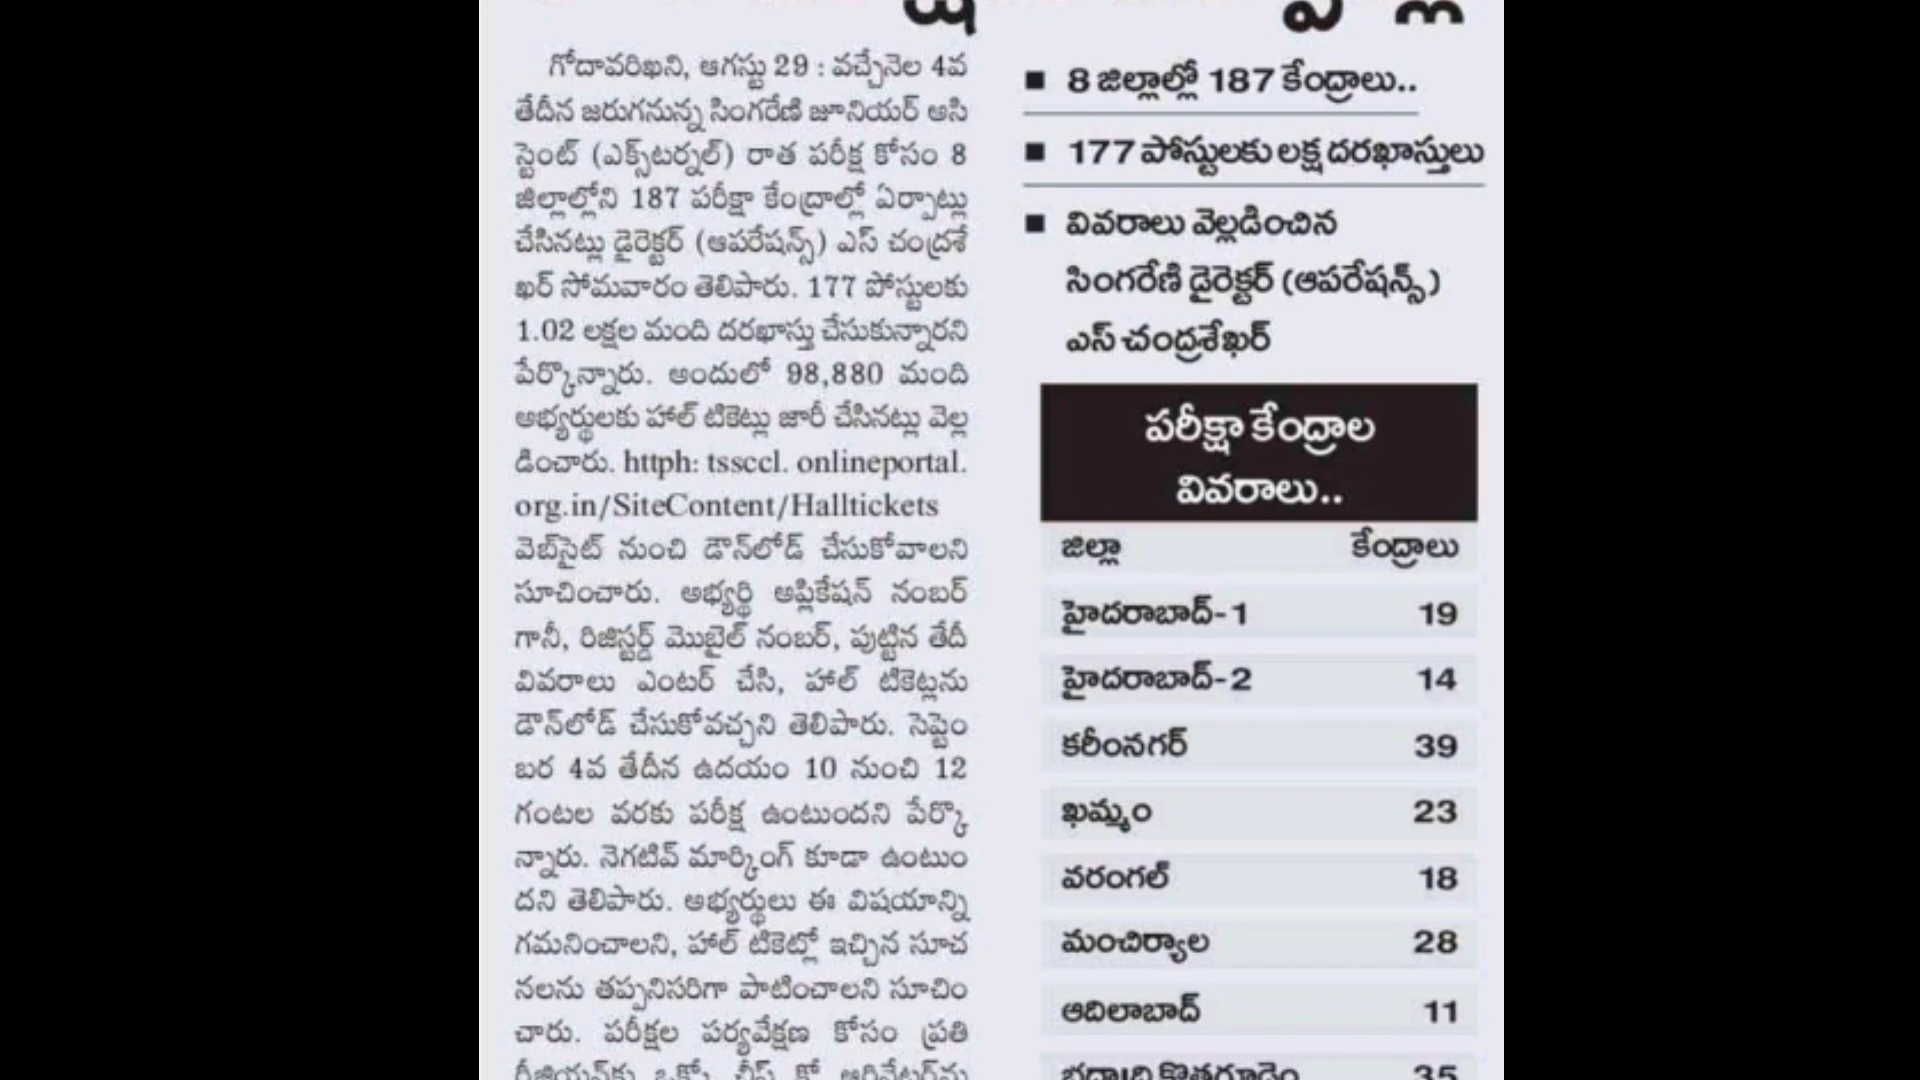 గోదావరిఖని, ఆగస్టు 29 : వచ్చేనెల 4వ
తేదీన జరుగనున్న సింగరేణి జూనియర్ అసి
స్టెంట్ (ఎక్స్‌టర్నల్) రాత పరీక్ష కోసం 8
జిల్లాల్లోని 187 పరీక్షా కేంద్రాల్లో ఏర్పాట్లు
చేసినట్లు డైరెక్టర్ (ఆపరేషన్స్) ఎస్ చంద్రశే
ఖర్ సోమవారం తెలిపారు. 177 పోస్టులకు
1.02 లక్షల మంది దరఖాస్తు చేసుకున్నారని
పేర్కొన్నారు. అందులో 98,880 మంది
అభ్యర్థులకు హాల్ టికెట్లు జారీ చేసినట్లు వెల్ల
డించారు. httph: tssccl. onlineportal.
org.in/SiteContent/Halltickets
వెబ్‌సైట్ నుంచి డౌన్‌లోడ్ చేసుకోవాలని
సూచించారు. అభ్యర్థి అప్లికేషన్ నంబర్
గానీ, రిజిస్టర్డ్ మొబైల్ నంబర్, పుట్టిన తేదీ
వివరాలు ఎంటర్ చేసి, హాల్ టికెట్లను
డౌన్‌లోడ్ చేసుకోవచ్చని తెలిపారు. సెప్టెం
బర 4వ తేదీన ఉదయం 10 నుంచి 12
గంటల వరకు పరీక్ష ఉంటుందని పేర్కొ
న్నారు. నెగటివ్ మార్కింగ్ కూడా ఉంటుం
దని తెలిపారు. అభ్యర్థులు ఈ విషయాన్ని
గమనించాలని, హాల్ టికెట్లో ఇచ్చిన సూచ
నలను తప్పనిసరిగా పాటించాలని సూచిం
చారు. పరీక్షల పర్యవేక్షణ కోసం ప్రతి
■ 8 జిల్లాల్లో 187 కేంద్రాలు..
■ 177 పోస్టులకు లక్ష దరఖాస్తులు
■ వివరాలు వెల్లడించిన
సింగరేణి డైరెక్టర్ (ఆపరేషన్స్)
ఎస్ చంద్రశేఖర్
పరీక్షా కేంద్రాల
వివరాలు..
జిల్లా కేంద్రాలు
హైదరాబాద్-1 19
హైదరాబాద్-2 14
కరీంనగర్ 39
ఖమ్మం 23
వరంగల్ 18
మంచిర్యాల 28
ఆదిలాబాద్ 11
భద్రాద్రి కొత్తగూడెం 35